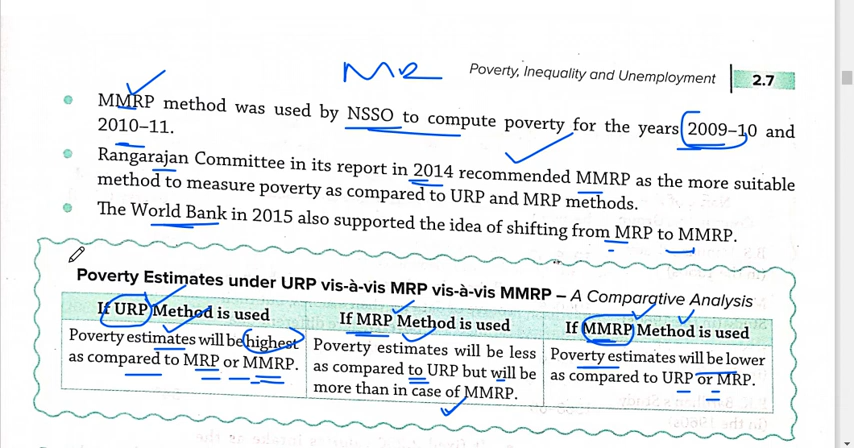 MR
Poverty, Inequality and Unemployment 2.7
MMRP method was used by NSSO to compute poverty for the years 2009–10 and
2010–11.
Rangarajan Committee in its report in 2014 recommended MMRP as the more suitable
method to measure poverty as compared to URP and MRP methods.
The World Bank in 2015 also supported the idea of shifting from MRP to MMRP.
Poverty Estimates under URP vis-à-vis MRP vis-à-vis MMRP – A Comparative Analysis
If URP Method is used
Poverty estimates will be highest
as compared to MRP or MMRP.
If MRP Method is used
Poverty estimates will be less
as compared to URP but will be
more than in case of MMRP.
If MMRP Method is used
Poverty estimates will be lower
as compared to URP or MRP.